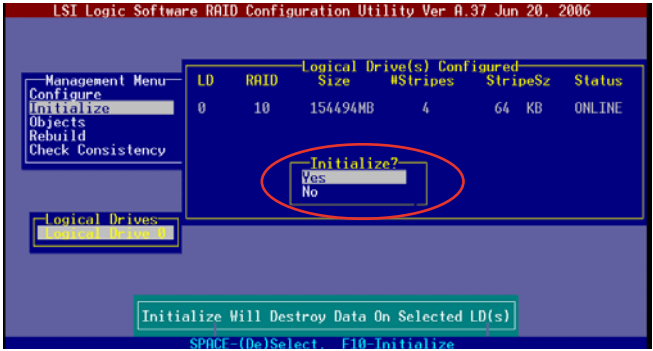 LSI Logic Software RAID Configuration Utility Ver A.37 Jun 20, 2006
Logical Drive(s) Configured
LD RAID Size #Stripes StripeSz Status
0 10 154494MB 4 64 KB ONLINE
Management Menu
Configure
Initialize
Objects
Rebuild
Check Consistency
Initialize?
Yes
No
Logical Drives
Logical Drive 0
Initialize Will Destroy Data On Selected LD(s)
SPACE-(De)Select, F10-Initialize